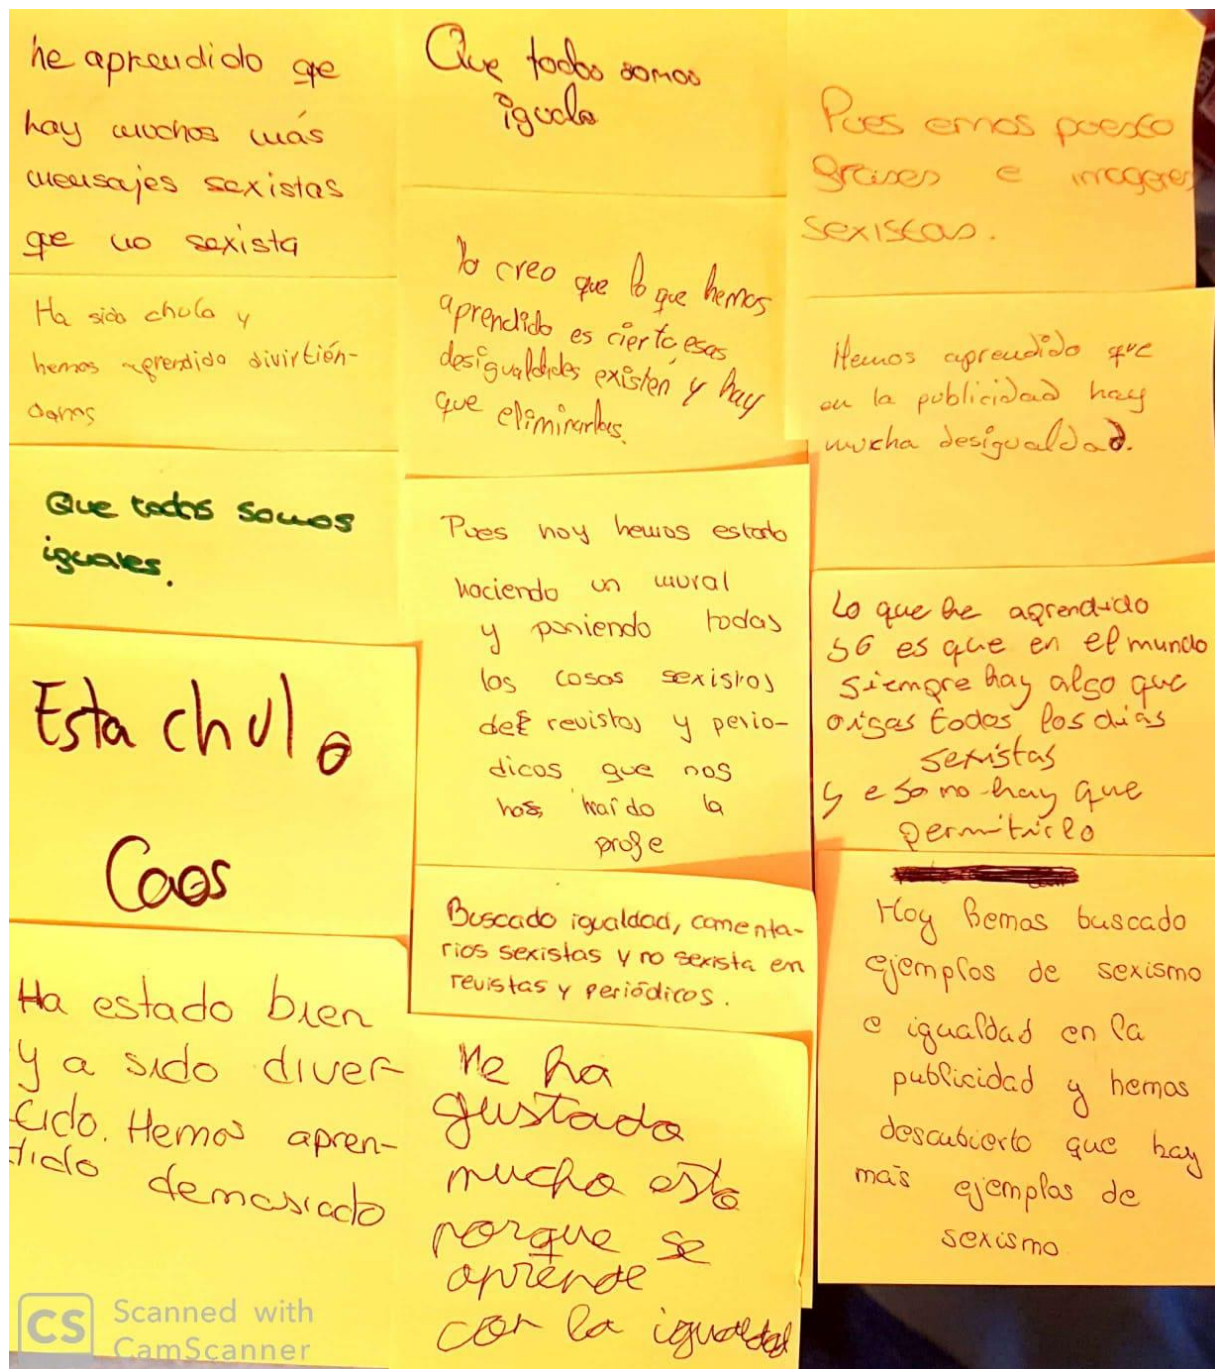 he aprendido qe
hay muchos más
mensajes sexistas
qe no sexista
Ha sido chula y
hemos aprendido divirtién-
donos
Que todos somos
iguales.
Esta chulo
Caos
Ha estado bien
y a sido diver
tido. Hemos apren-
dido demasiado
Que todos somos
iguale
Yo creo que lo que hemos
aprendido es cierto, esas
desigualdades existen y hay
que eliminarlas.
Pues hoy hemos estado
haciendo un mural
y poniendo todas
las cosas sexistas
de revistas y perio-
dicos que nos
has traído la
profe
Buscado igualdad, comenta-
rios sexistas y no sexista en
revistas y periódicos.
Me ha
gustado
mucho esto
porque se
aprende
con la igualdad
Pues emos puesto
frases e imagenes
sexistas.
Hemos aprendido que
en la publicidad hay
mucha desigualdad.
Lo que he aprendido
es que en el mundo
siempre hay algo que
oigas todos los días
sexistas
y eso no hay que
permitirlo
Hoy hemos buscado
ejemplos de sexismo
e igualdad en la
publicidad y hemos
descubierto que hay
más ejemplos de
sexismo
CS Scanned with
CamScanner